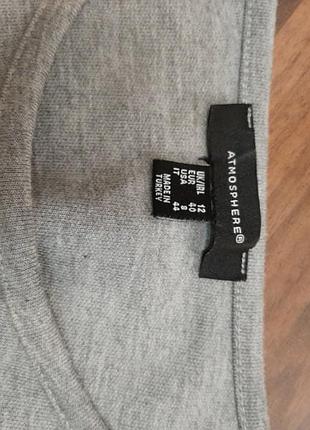 ATMOSPHERE®
UK/IRL 12
EUR 40
USA 8
IT 44
MADE IN
TURKEY